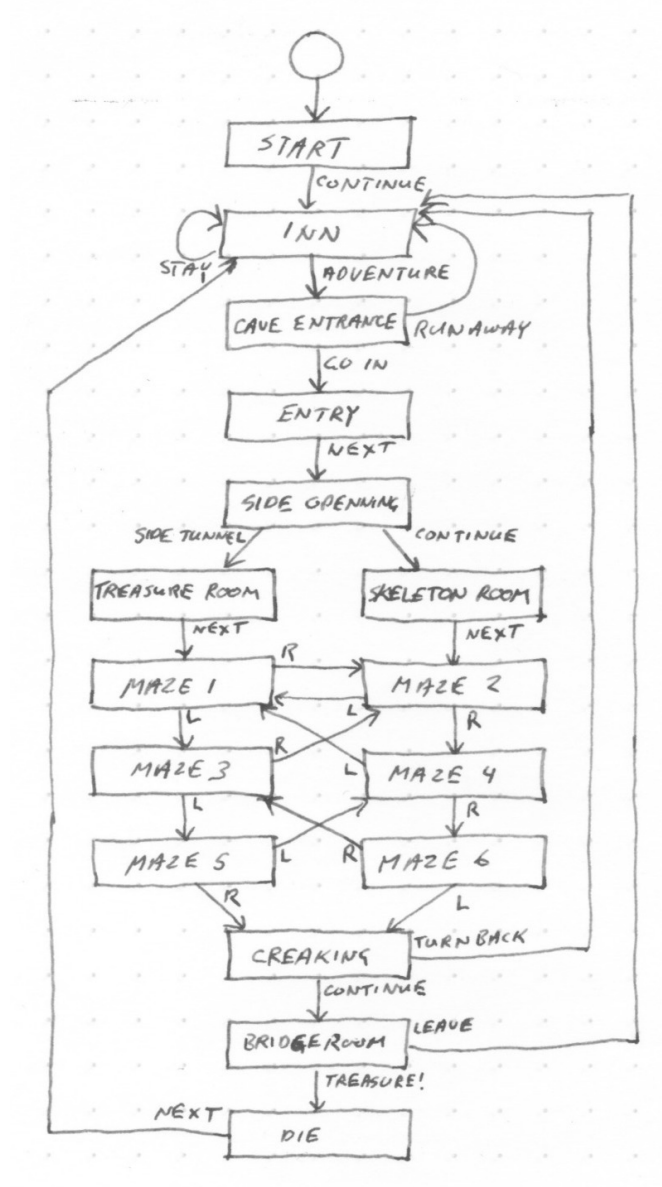 START
CONTINUE
INN
STAY
ADVENTURE
CAVE ENTRANCE
RUN AWAY
GO IN
ENTRY
NEXT
SIDE OPENNING
SIDE TUNNEL
CONTINUE
TREASURE ROOM
SKELETON ROOM
NEXT
NEXT
R
MAZE 1
MAZE 2
L
L
R
R
MAZE 3
L
MAZE 4
L
R
MAZE 5
L
R
MAZE 6
R
L
CREAKING
TURN BACK
CONTINUE
BRIDGE ROOM
LEAVE
TREASURE!
NEXT
DIE